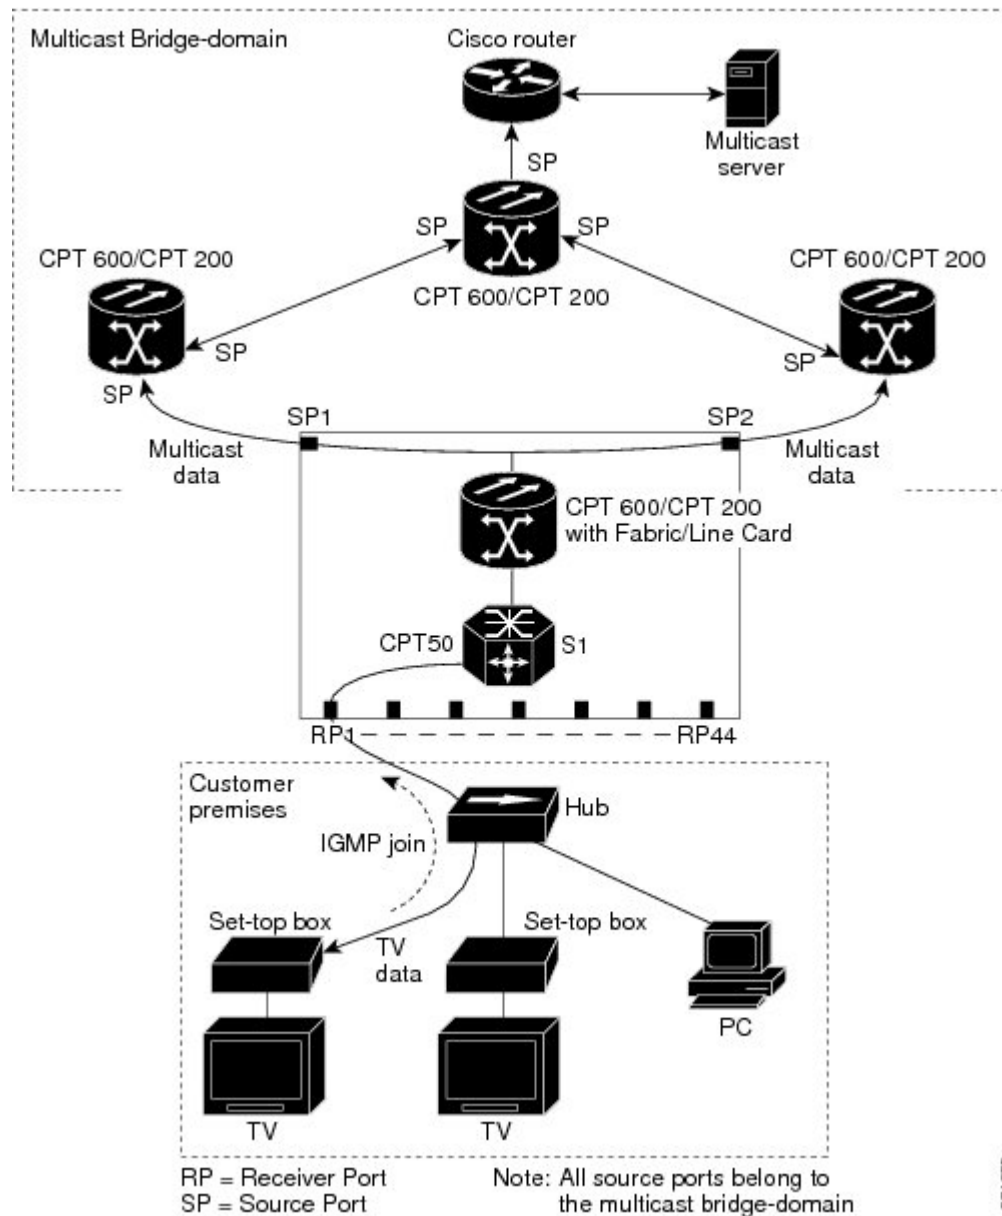 Multicast Bridge-domain
Cisco router
Multicast
server
SP
SP
SP
CPT 600/CPT 200
CPT 600/CPT 200
CPT 600/CPT 200
SP
SP
SP
SP1
SP2
Multicast
data
Multicast
data
CPT 600/CPT 200
with Fabric/Line Card
CPT50
S1
RP1
RP44
Customer
premises
Hub
IGMP join
Set-top box
Set-top box
TV
data
PC
TV
TV
RP = Receiver Port
SP = Source Port
Note: All source ports belong to
the multicast bridge-domain